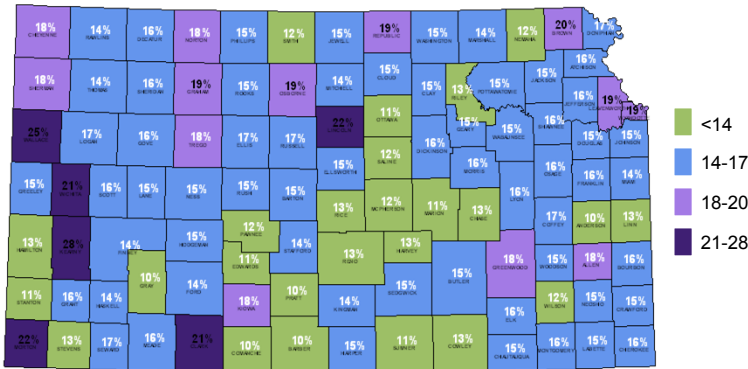 18% 14% 16% 18% 15% 12% 15% 19% 15% 14% 12% 20% 17%
CHEYENNE RAWLINS DECATUR NORTON PHILLIPS SMITH JEWELL REPUBLIC WASHINGTON MARSHALL NEMAHA BROWN DONIPHAN
18% 14% 16% 19% 15% 19% 14% 15% 15% 13% 15% 15% 16% 16% 19% 19%
SHERMAN THOMAS SHERIDAN GRAHAM ROOKS OSBORNE MITCHELL CLOUD CLAY RILEY POTTAWATOMIE JACKSON ATCHISON JEFFERSON LEAVENWORTH WYANDOTTE
25% 17% 16% 18% 17% 17% 22% 11% 16% 15% 15% 16% 15% 15%
WALLACE LOGAN GOVE TREGO ELLIS RUSSELL LINCOLN OTTAWA DICKINSON GEARY WABAUNSEE SHAWNEE DOUGLAS JOHNSON
15% 21% 16% 15% 15% 15% 15% 15% 12% 16% 16% 16% 16% 14%
GREELEY WICHITA SCOTT LANE NESS RUSH BARTON ELLSWORTH SALINE MORRIS LYON OSAGE FRANKLIN MIAMI
13% 28% 14% 15% 12% 14% 13% 12% 11% 13% 17% 10% 13%
HAMILTON KEARNY FINNEY HODGEMAN PAWNEE STAFFORD RICE MCPHERSON MARION CHASE COFFEY ANDERSON LINN
11% 16% 14% 10% 14% 11% 18% 10% 13% 13% 15% 15% 18% 15% 18% 16%
STANTON GRANT HASKELL GRAY FORD EDWARDS KIOWA PRATT RENO HARVEY SEDGWICK BUTLER GREENWOOD WOODSON ALLEN BOURBON
22% 13% 17% 16% 21% 10% 10% 14% 15% 11% 13% 16% 15% 12% 16% 15% 15% 15% 16%
MORTON STEVENS SEWARD MEADE CLARK COMANCHE BARBER KINGMAN HARPER SUMNER COWLEY ELK CHAUTAUQUA WILSON MONTGOMERY NEOSHO LABETTE CRAWFORD CHEROKEE
<14
14-17
18-20
21-28